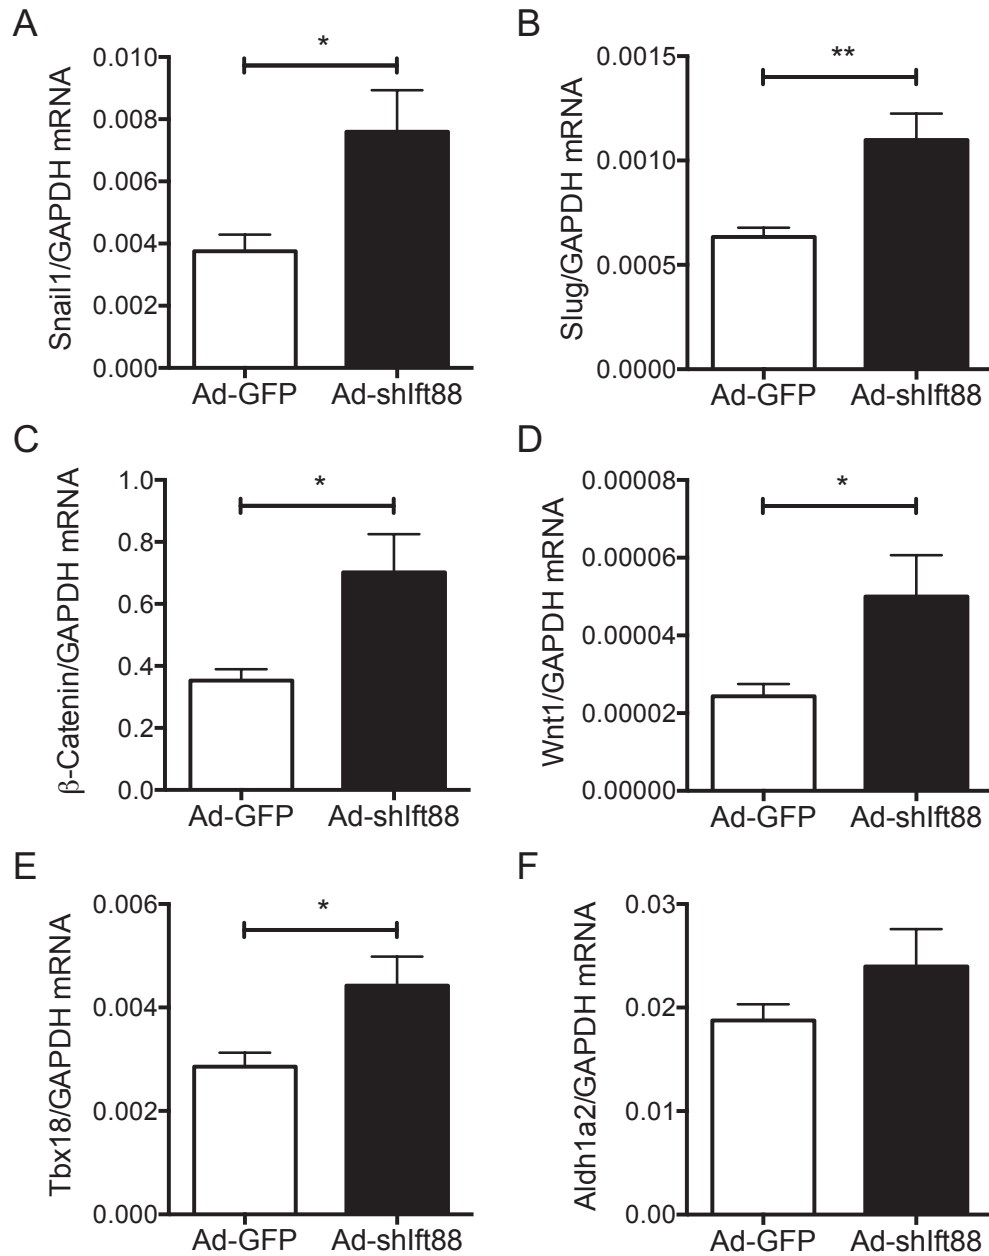 A
*
Snail1/GAPDH mRNA
0.010
0.008
0.006
0.004
0.002
0.000
Ad-GFP Ad-shIft88
B
**
Slug/GAPDH mRNA
0.0015
0.0010
0.0005
0.0000
Ad-GFP Ad-shIft88
C
*
β-Catenin/GAPDH mRNA
1.0
0.8
0.6
0.4
0.2
0.0
Ad-GFP Ad-shIft88
D
*
Wnt1/GAPDH mRNA
0.00008
0.00006
0.00004
0.00002
0.00000
Ad-GFP Ad-shIft88
E
*
Tbx18/GAPDH mRNA
0.006
0.004
0.002
0.000
Ad-GFP Ad-shIft88
F
Aldh1a2/GAPDH mRNA
0.03
0.02
0.01
0.00
Ad-GFP Ad-shIft88